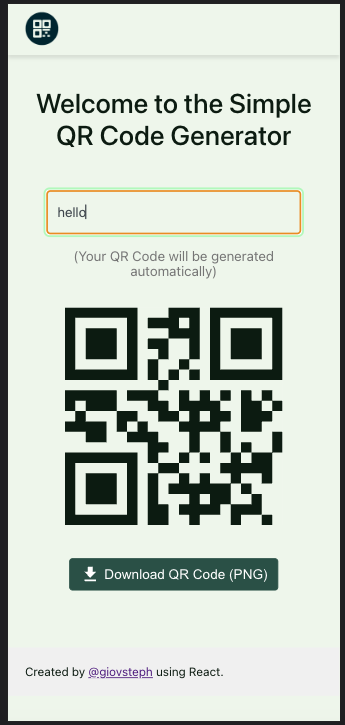 Welcome to the Simple
QR Code Generator
hello
(Your QR Code will be generated
automatically)
Download QR Code (PNG)
Created by @giovsteph using React.